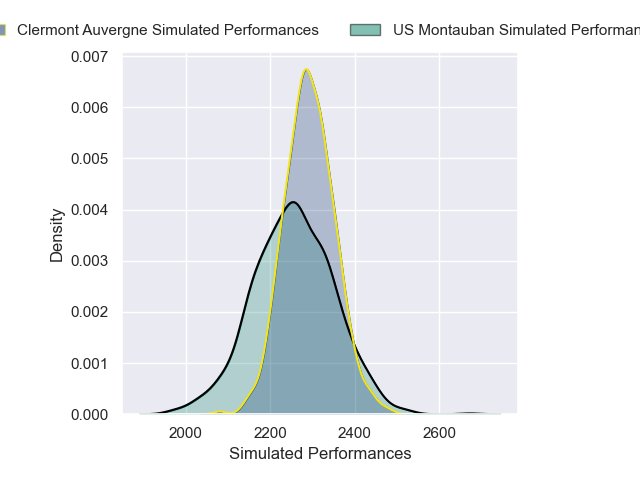 Clermont Auvergne Simulated Performances
US Montauban Simulated
0.007
0.006
0.005
0.004
0.003
0.002
0.001
0.000
Density
2000 2200 2400 2600
Simulated Performances